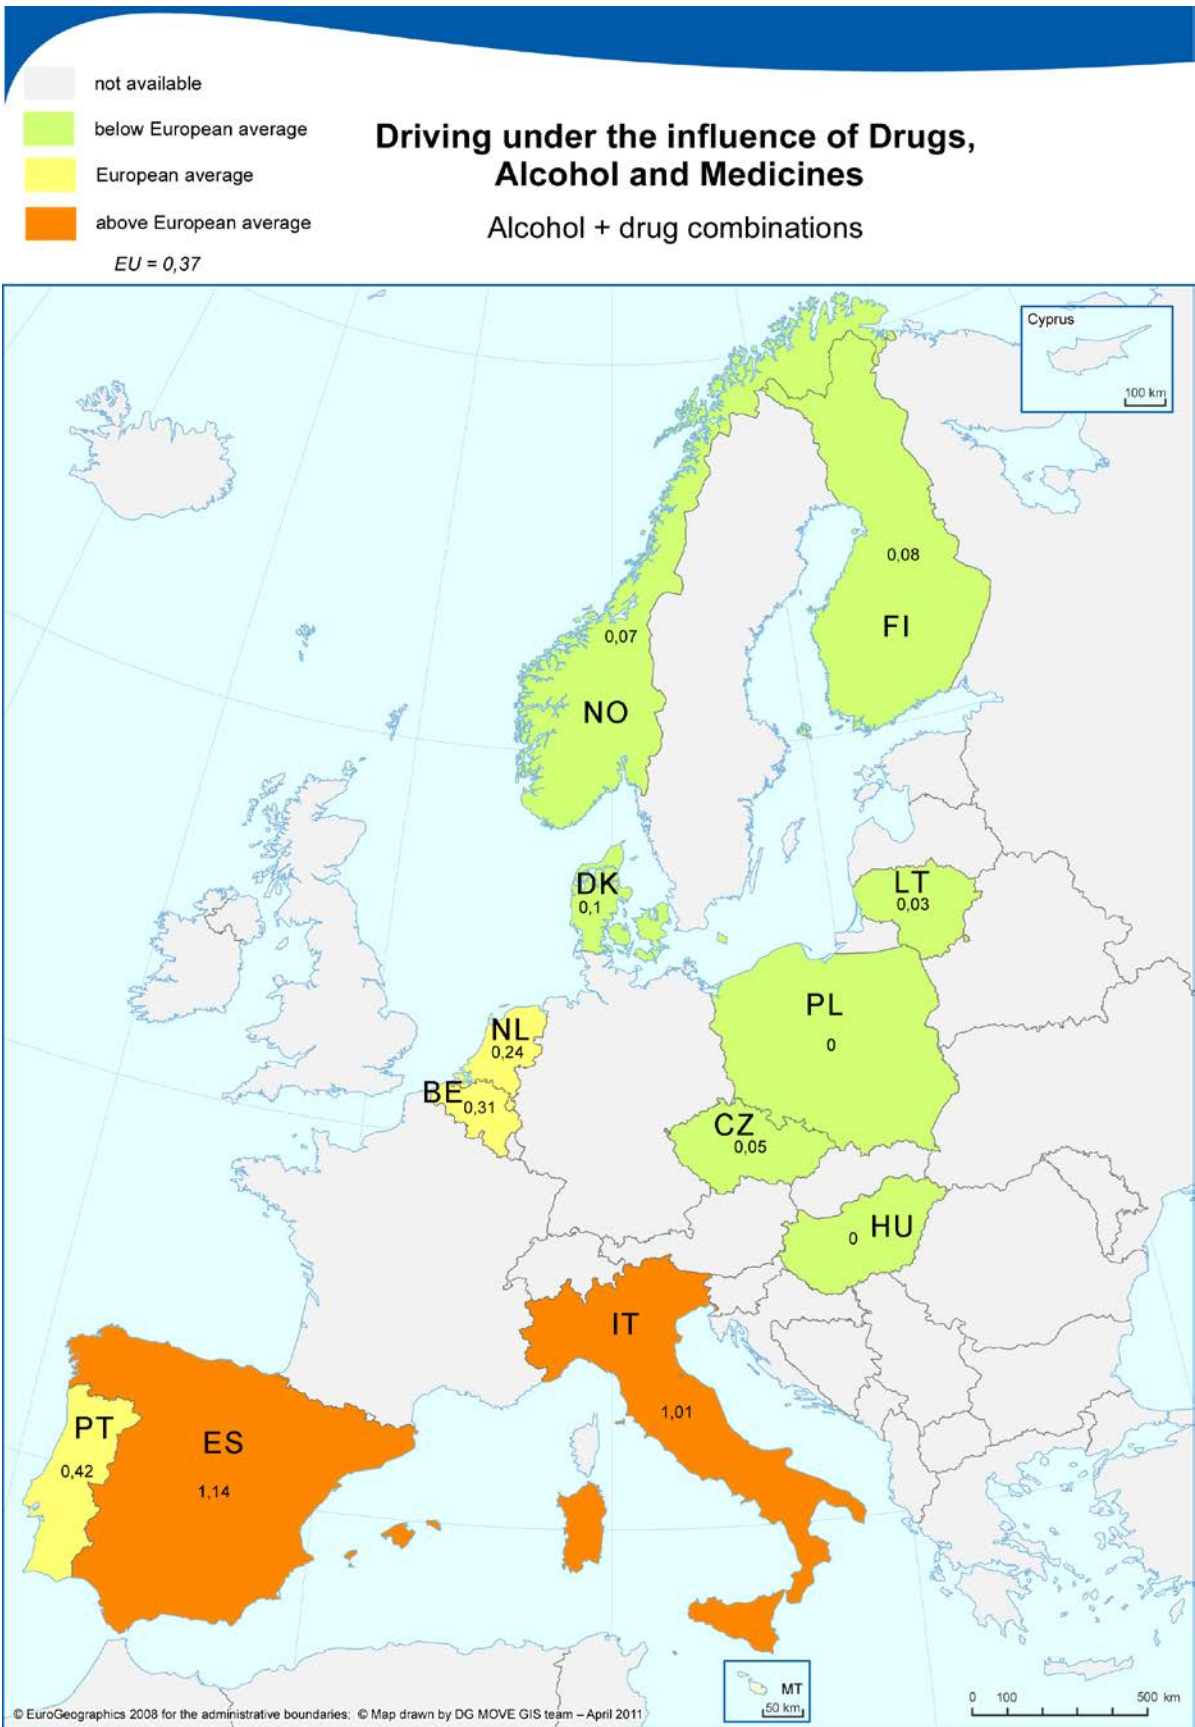 not available
below European average
European average
above European average
EU = 0,37
Driving under the influence of Drugs,
Alcohol and Medicines
Alcohol + drug combinations
Cyprus
100 km
0,08
FI
0,07
NO
DK
0,1
LT
0,03
PL
0
NL
0,24
BE
0,31
CZ
0,05
HU
0
IT
1,01
PT
0,42
ES
1,14
MT
50 km
0 100 500 km
© EuroGeographics 2008 for the administrative boundaries; © Map drawn by DG MOVE GIS team – April 2011